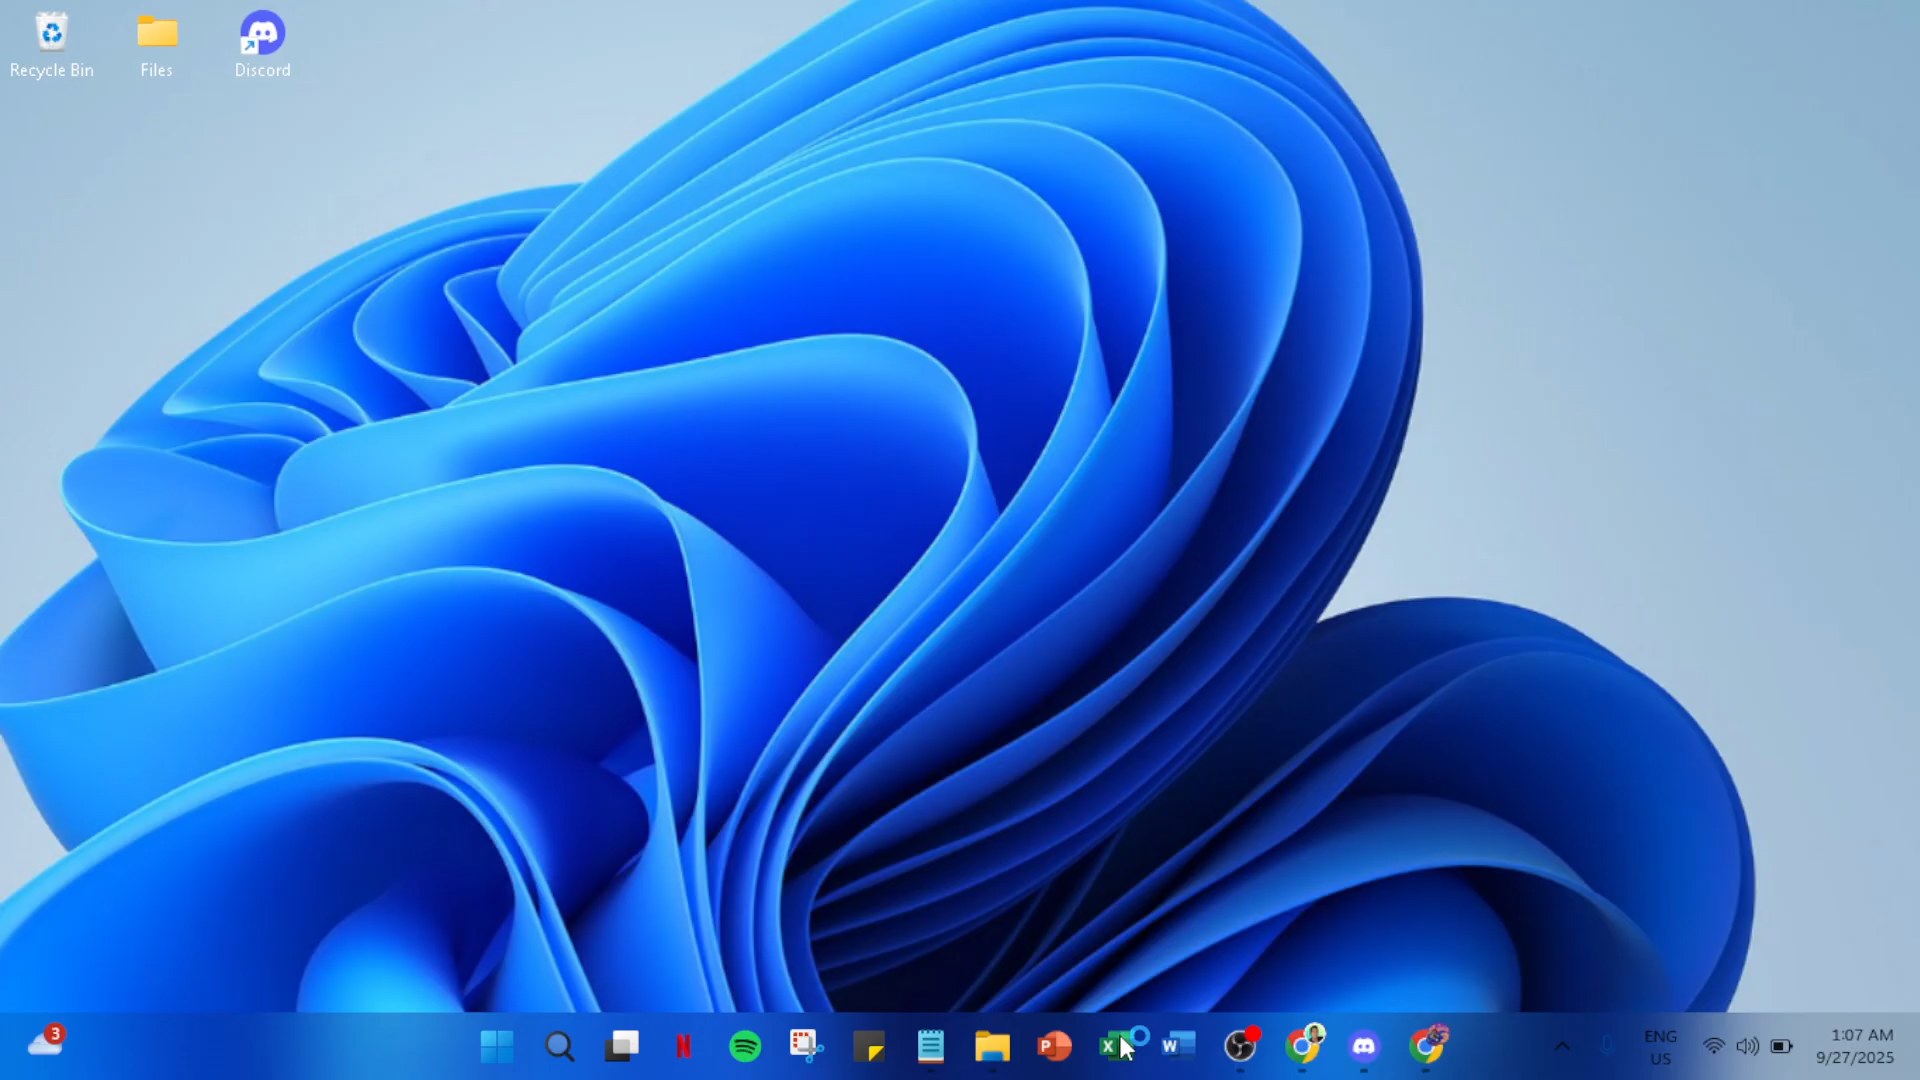 Recycle Bin
Files
Discord
3
N
P
X
W
ENG
US
1:07 AM
9/27/2025